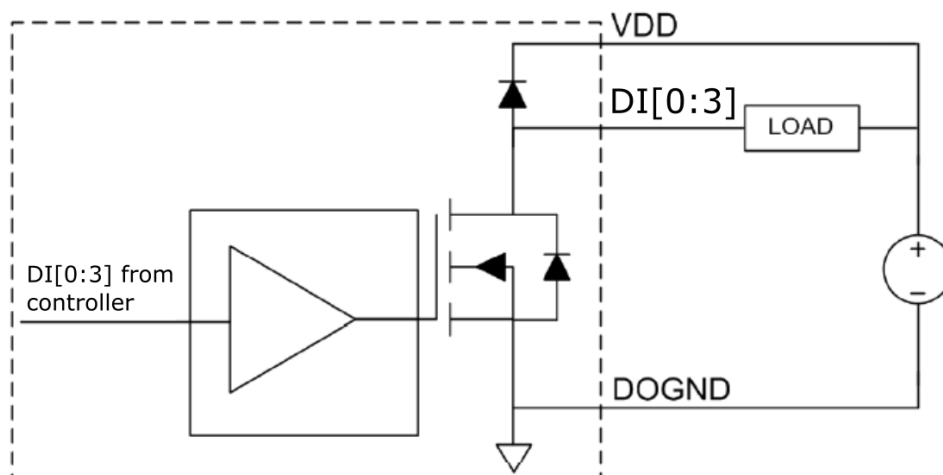 VDD
DI[0:3]
LOAD
DI[0:3] from
controller
+
−
DOGND